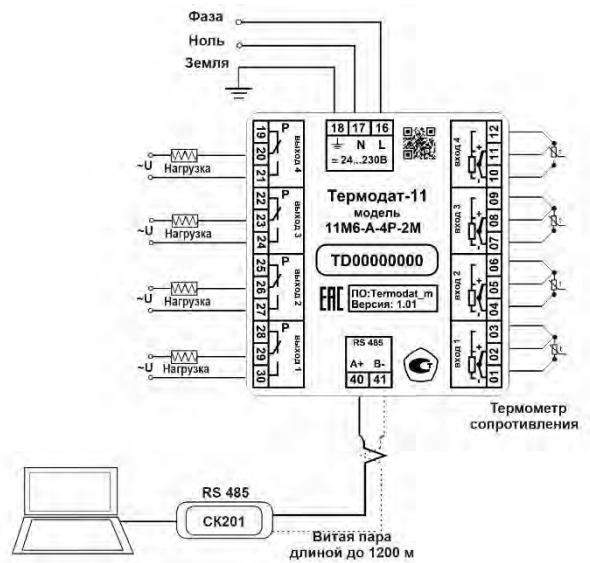 Фаза
Ноль
Земля
18 17 16
N L
= 24...230В
19
20
21
P
выход 4
~U
Нагрузка
22
23
24
P
выход 3
~U
Нагрузка
25
26
27
P
выход 2
~U
Нагрузка
28
29
30
P
выход 1
~U
Нагрузка
Термодат-11
модель
11М6-А-4Р-2М
TD00000000
EAC
ПО:Termodat_m
Версия: 1.01
RS 485
A+ B-
40 41
12
11
10
вход 4
+
t
09
08
07
вход 3
+
t
06
05
04
вход 2
+
t
03
02
01
вход 1
+
t
Термометр
сопротивления
RS 485
СК201
Витая пара
длиной до 1200 м